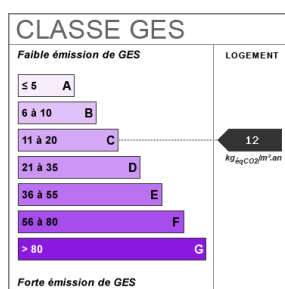 CLASSE GES
Faible émission de GES
LOGEMENT
≤ 5 A
6 à 10 B
11 à 20 C
12
kgéqCO2/m².an
21 à 35 D
36 à 55 E
56 à 80 F
> 80 G
Forte émission de GES